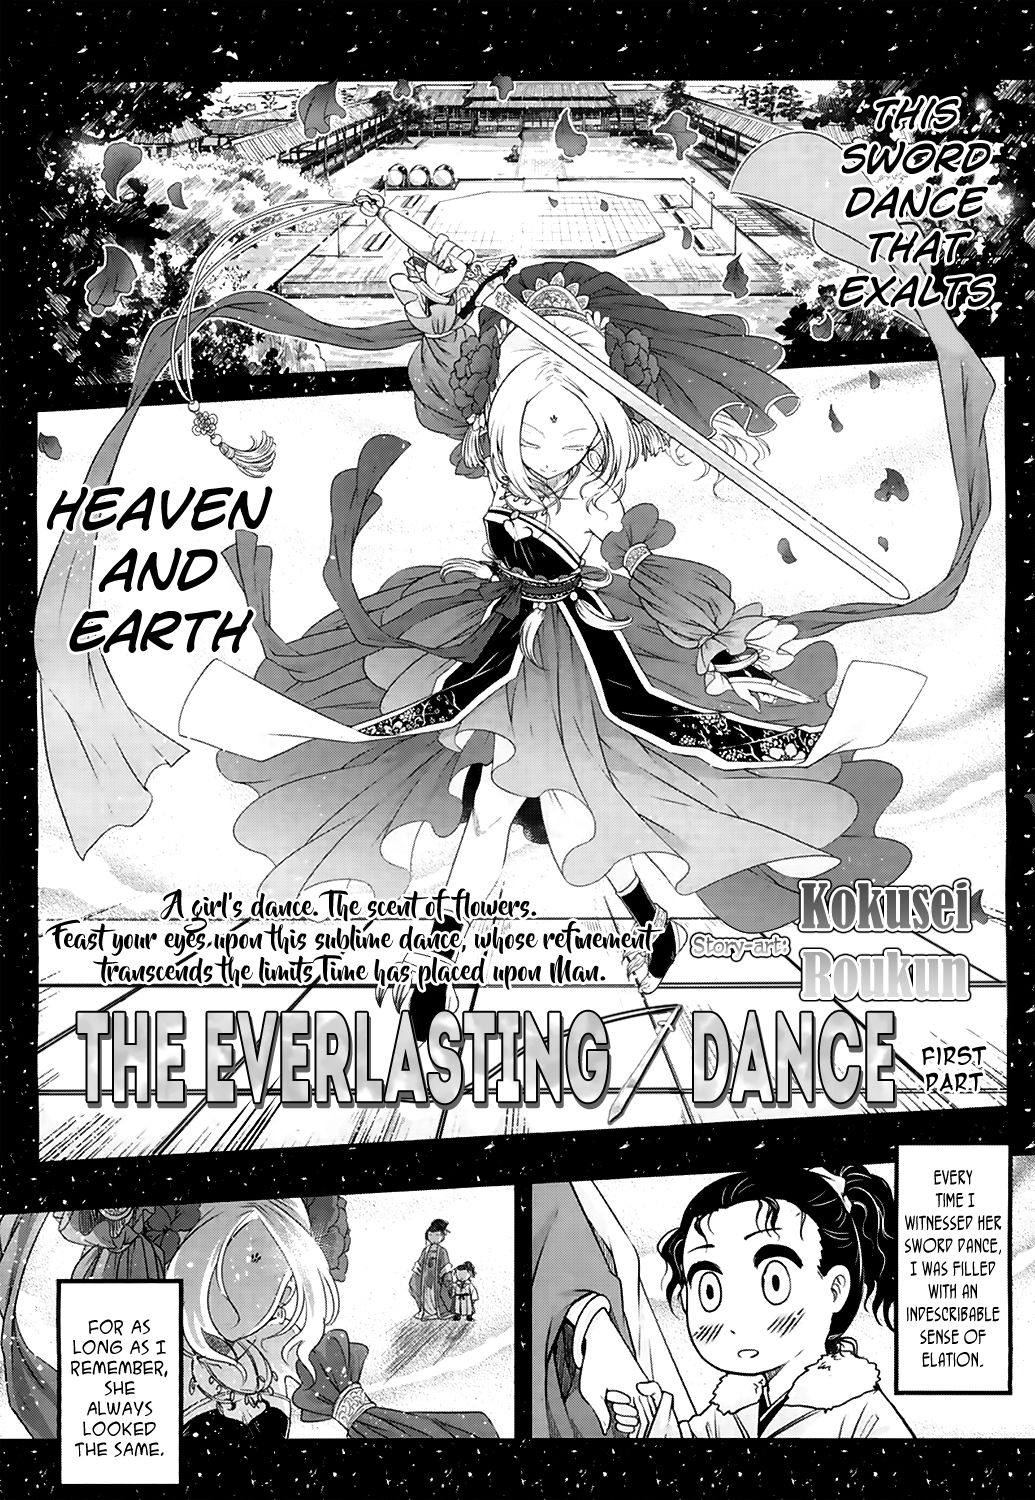 THIS
SWORD
DANCE
THAT
EXALTS
HEAVEN
AND
EARTH
A girl's dance. The scent of flowers.
Feast your eyes upon this sublime dance, whose refinement
transcends the limits Time has placed upon Man.
Story-art:
Kokusei
Roukun
THE EVERLASTING DANCE
FIRST
PART
EVERY
TIME I
WITNESSED HER
SWORD DANCE,
I WAS FILLED
WITH AN
INDESCRIBABLE
SENSE OF
ELATION.
FOR AS
LONG AS I
REMEMBER,
SHE
ALWAYS
LOOKED
THE SAME.